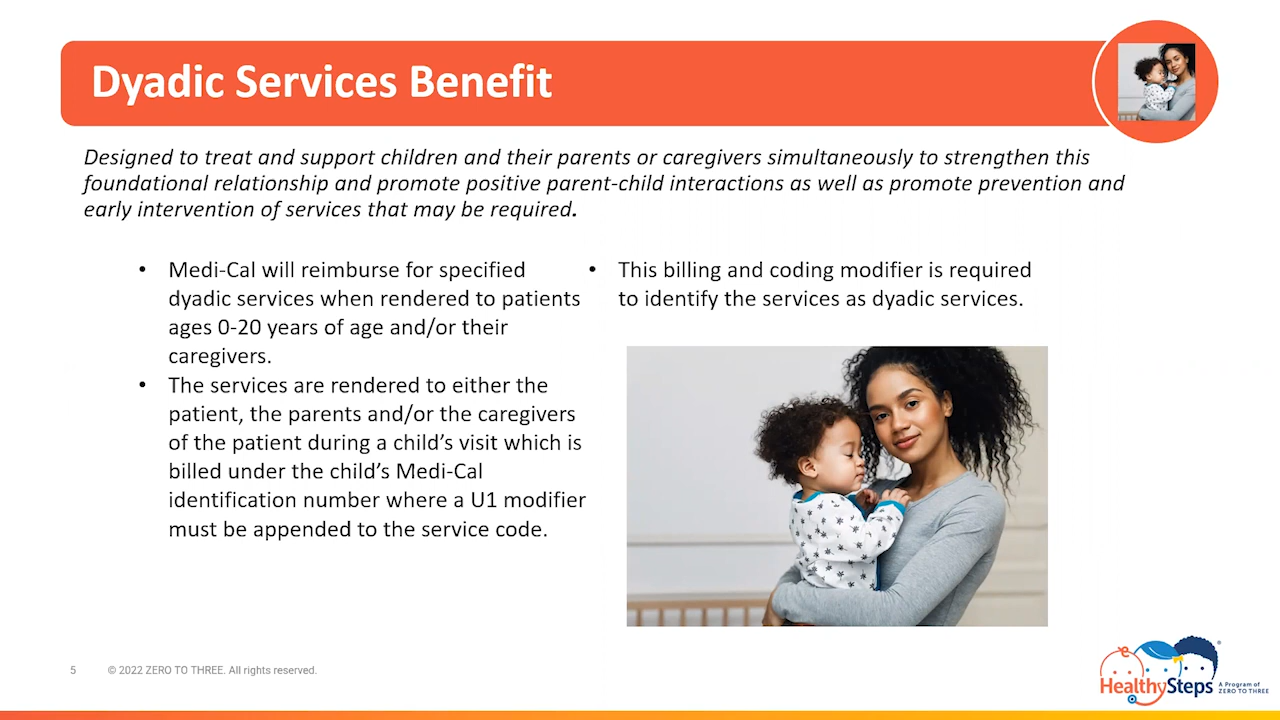 Dyadic Services Benefit
Designed to treat and support children and their parents or caregivers simultaneously to strengthen this
foundational relationship and promote positive parent-child interactions as well as promote prevention and
early intervention of services that may be required.
• Medi-Cal will reimburse for specified
dyadic services when rendered to patients
ages 0-20 years of age and/or their
caregivers.
• The services are rendered to either the
patient, the parents and/or the caregivers
of the patient during a child’s visit which is
billed under the child’s Medi-Cal
identification number where a U1 modifier
must be appended to the service code.
• This billing and coding modifier is required
to identify the services as dyadic services.
5
© 2022 ZERO TO THREE. All rights reserved.
HealthySteps
®
A Program of
ZERO TO THREE